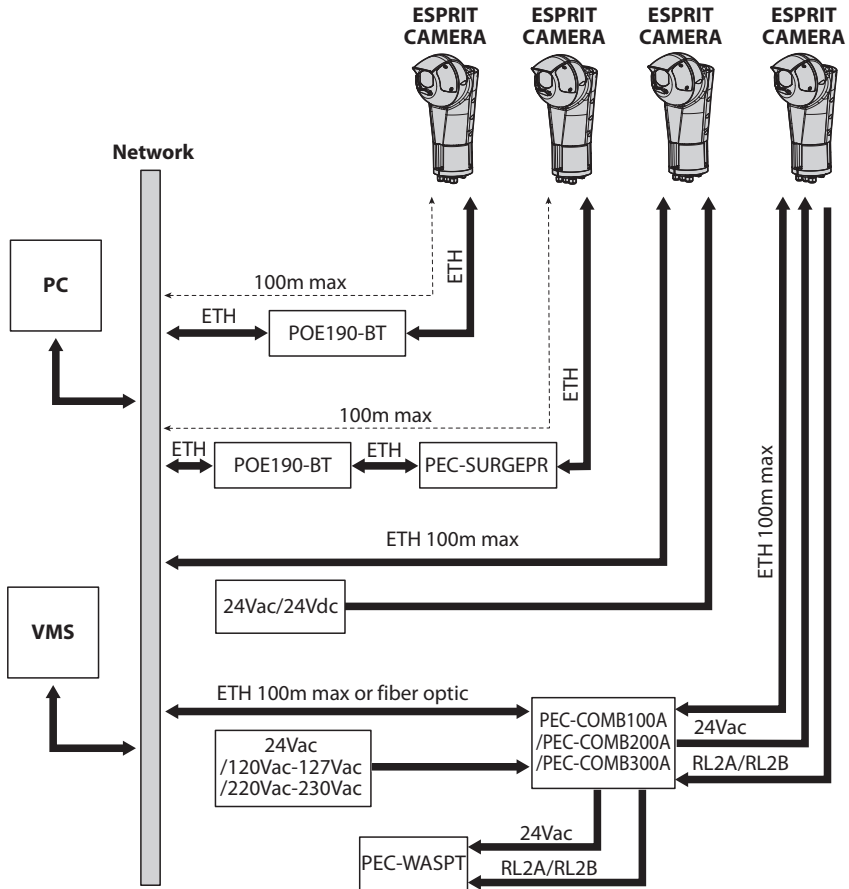 ESPRIT
CAMERA
ESPRIT
CAMERA
ESPRIT
CAMERA
ESPRIT
CAMERA
Network
PC
100m max
ETH
ETH
POE190-BT
100m max
ETH
ETH
ETH
POE190-BT
PEC-SURGEPR
ETH 100m max
ETH 100m max
24Vac/24Vdc
VMS
ETH 100m max or fiber optic
PEC-COMB100A
/PEC-COMB200A
/PEC-COMB300A
24Vac
RL2A/RL2B
24Vac
/120Vac-127Vac
/220Vac-230Vac
24Vac
PEC-WASPT
RL2A/RL2B